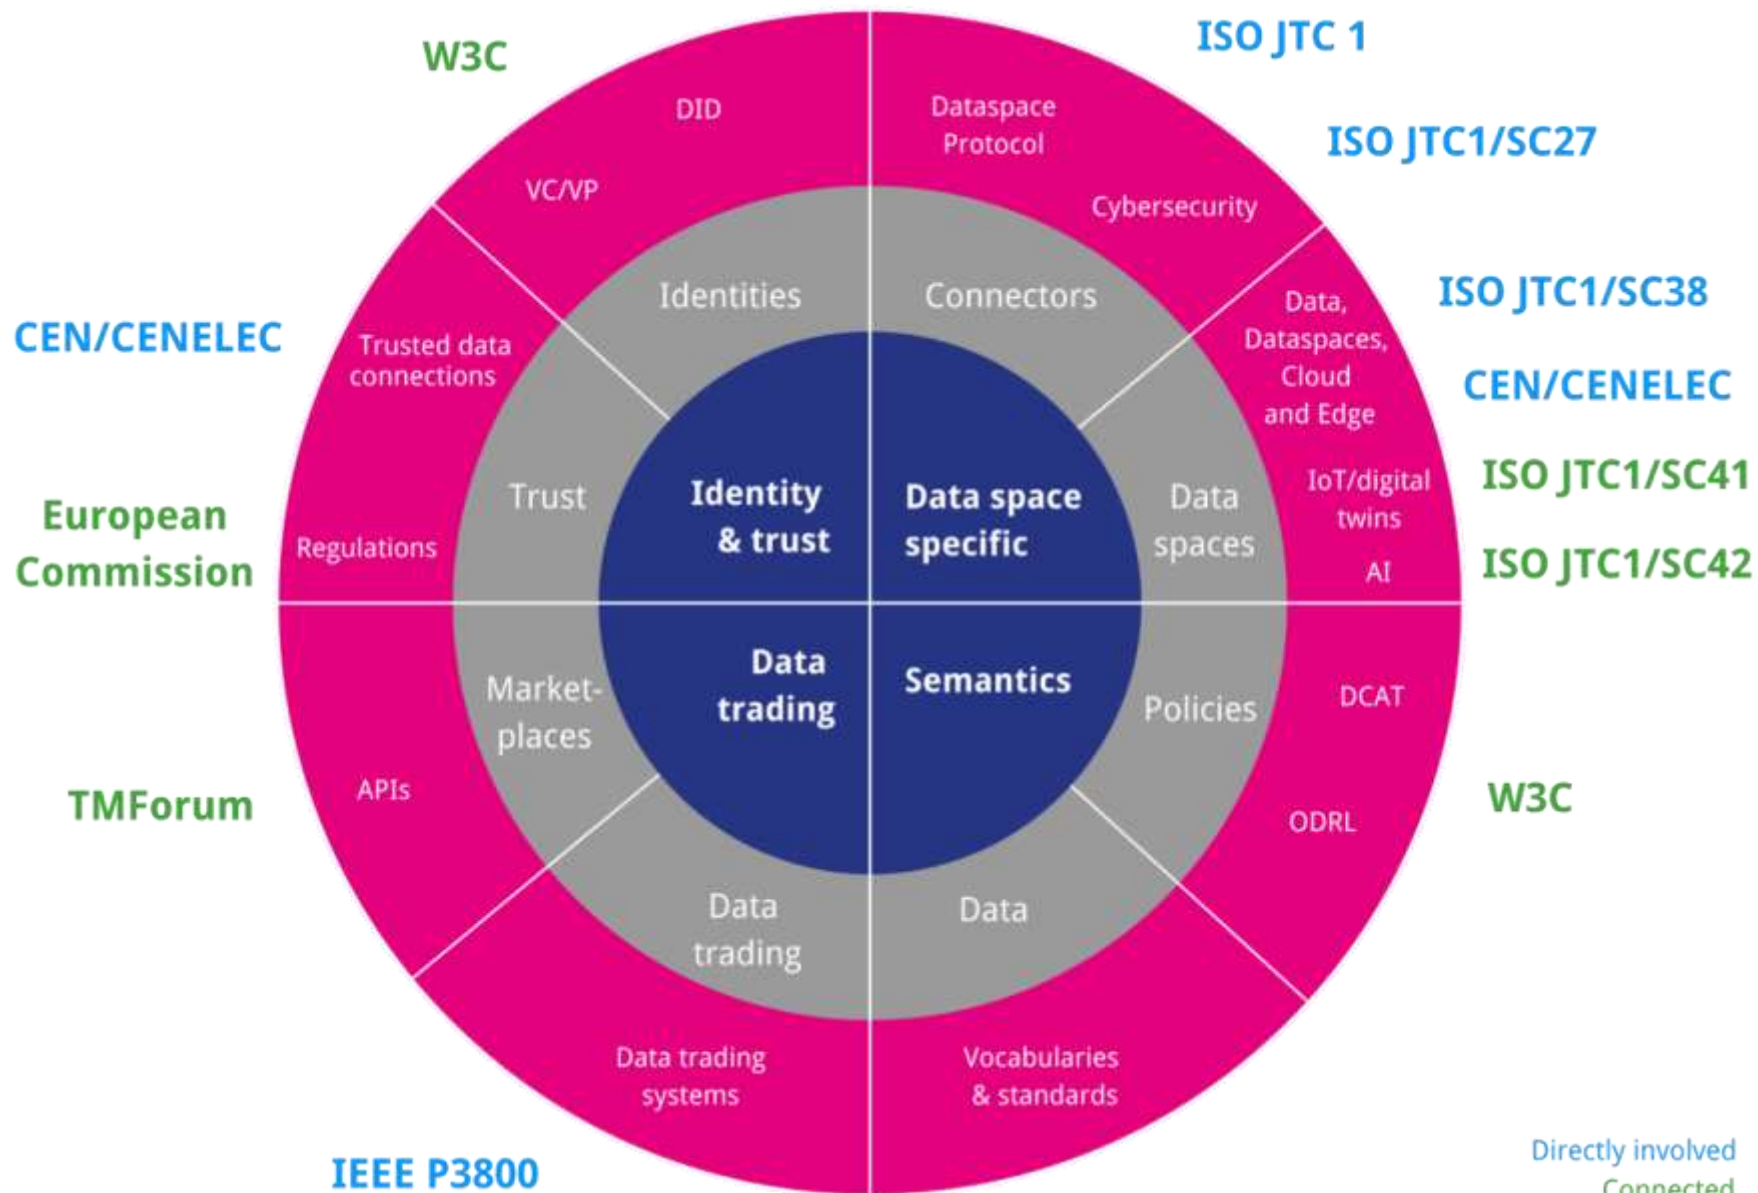 W3C
ISO JTC 1
DID
Dataspace
Protocol
ISO JTC1/SC27
VC/VP
Cybersecurity
Identities
Connectors
ISO JTC1/SC38
CEN/CENELEC
Trusted data
connections
Data,
Dataspaces,
Cloud
and Edge
CEN/CENELEC
Trust
Identity
& trust
Data space
specific
Data
spaces
IoT/digital
twins
ISO JTC1/SC41
European
Commission
Regulations
AI
ISO JTC1/SC42
Market-
places
Data
trading
Semantics
Policies
DCAT
TMForum
APIs
ODRL
W3C
Data
trading
Data
Data trading
systems
Vocabularies
& standards
IEEE P3800
Directly involved
Connected